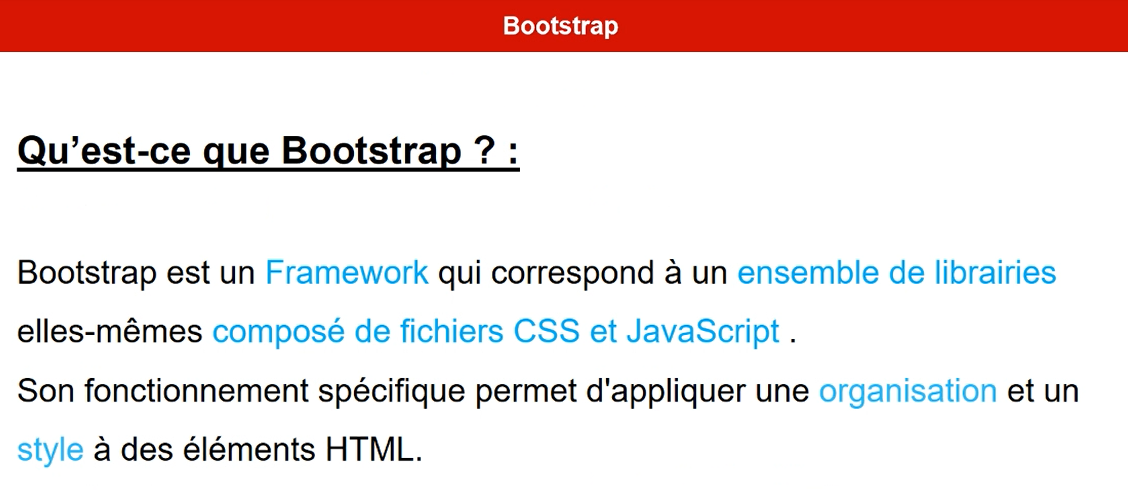 Bootstrap
Qu’est-ce que Bootstrap ? :
Bootstrap est un Framework qui correspond à un ensemble de librairies
elles-mêmes composé de fichiers CSS et JavaScript .
Son fonctionnement spécifique permet d'appliquer une organisation et un
style à des éléments HTML.